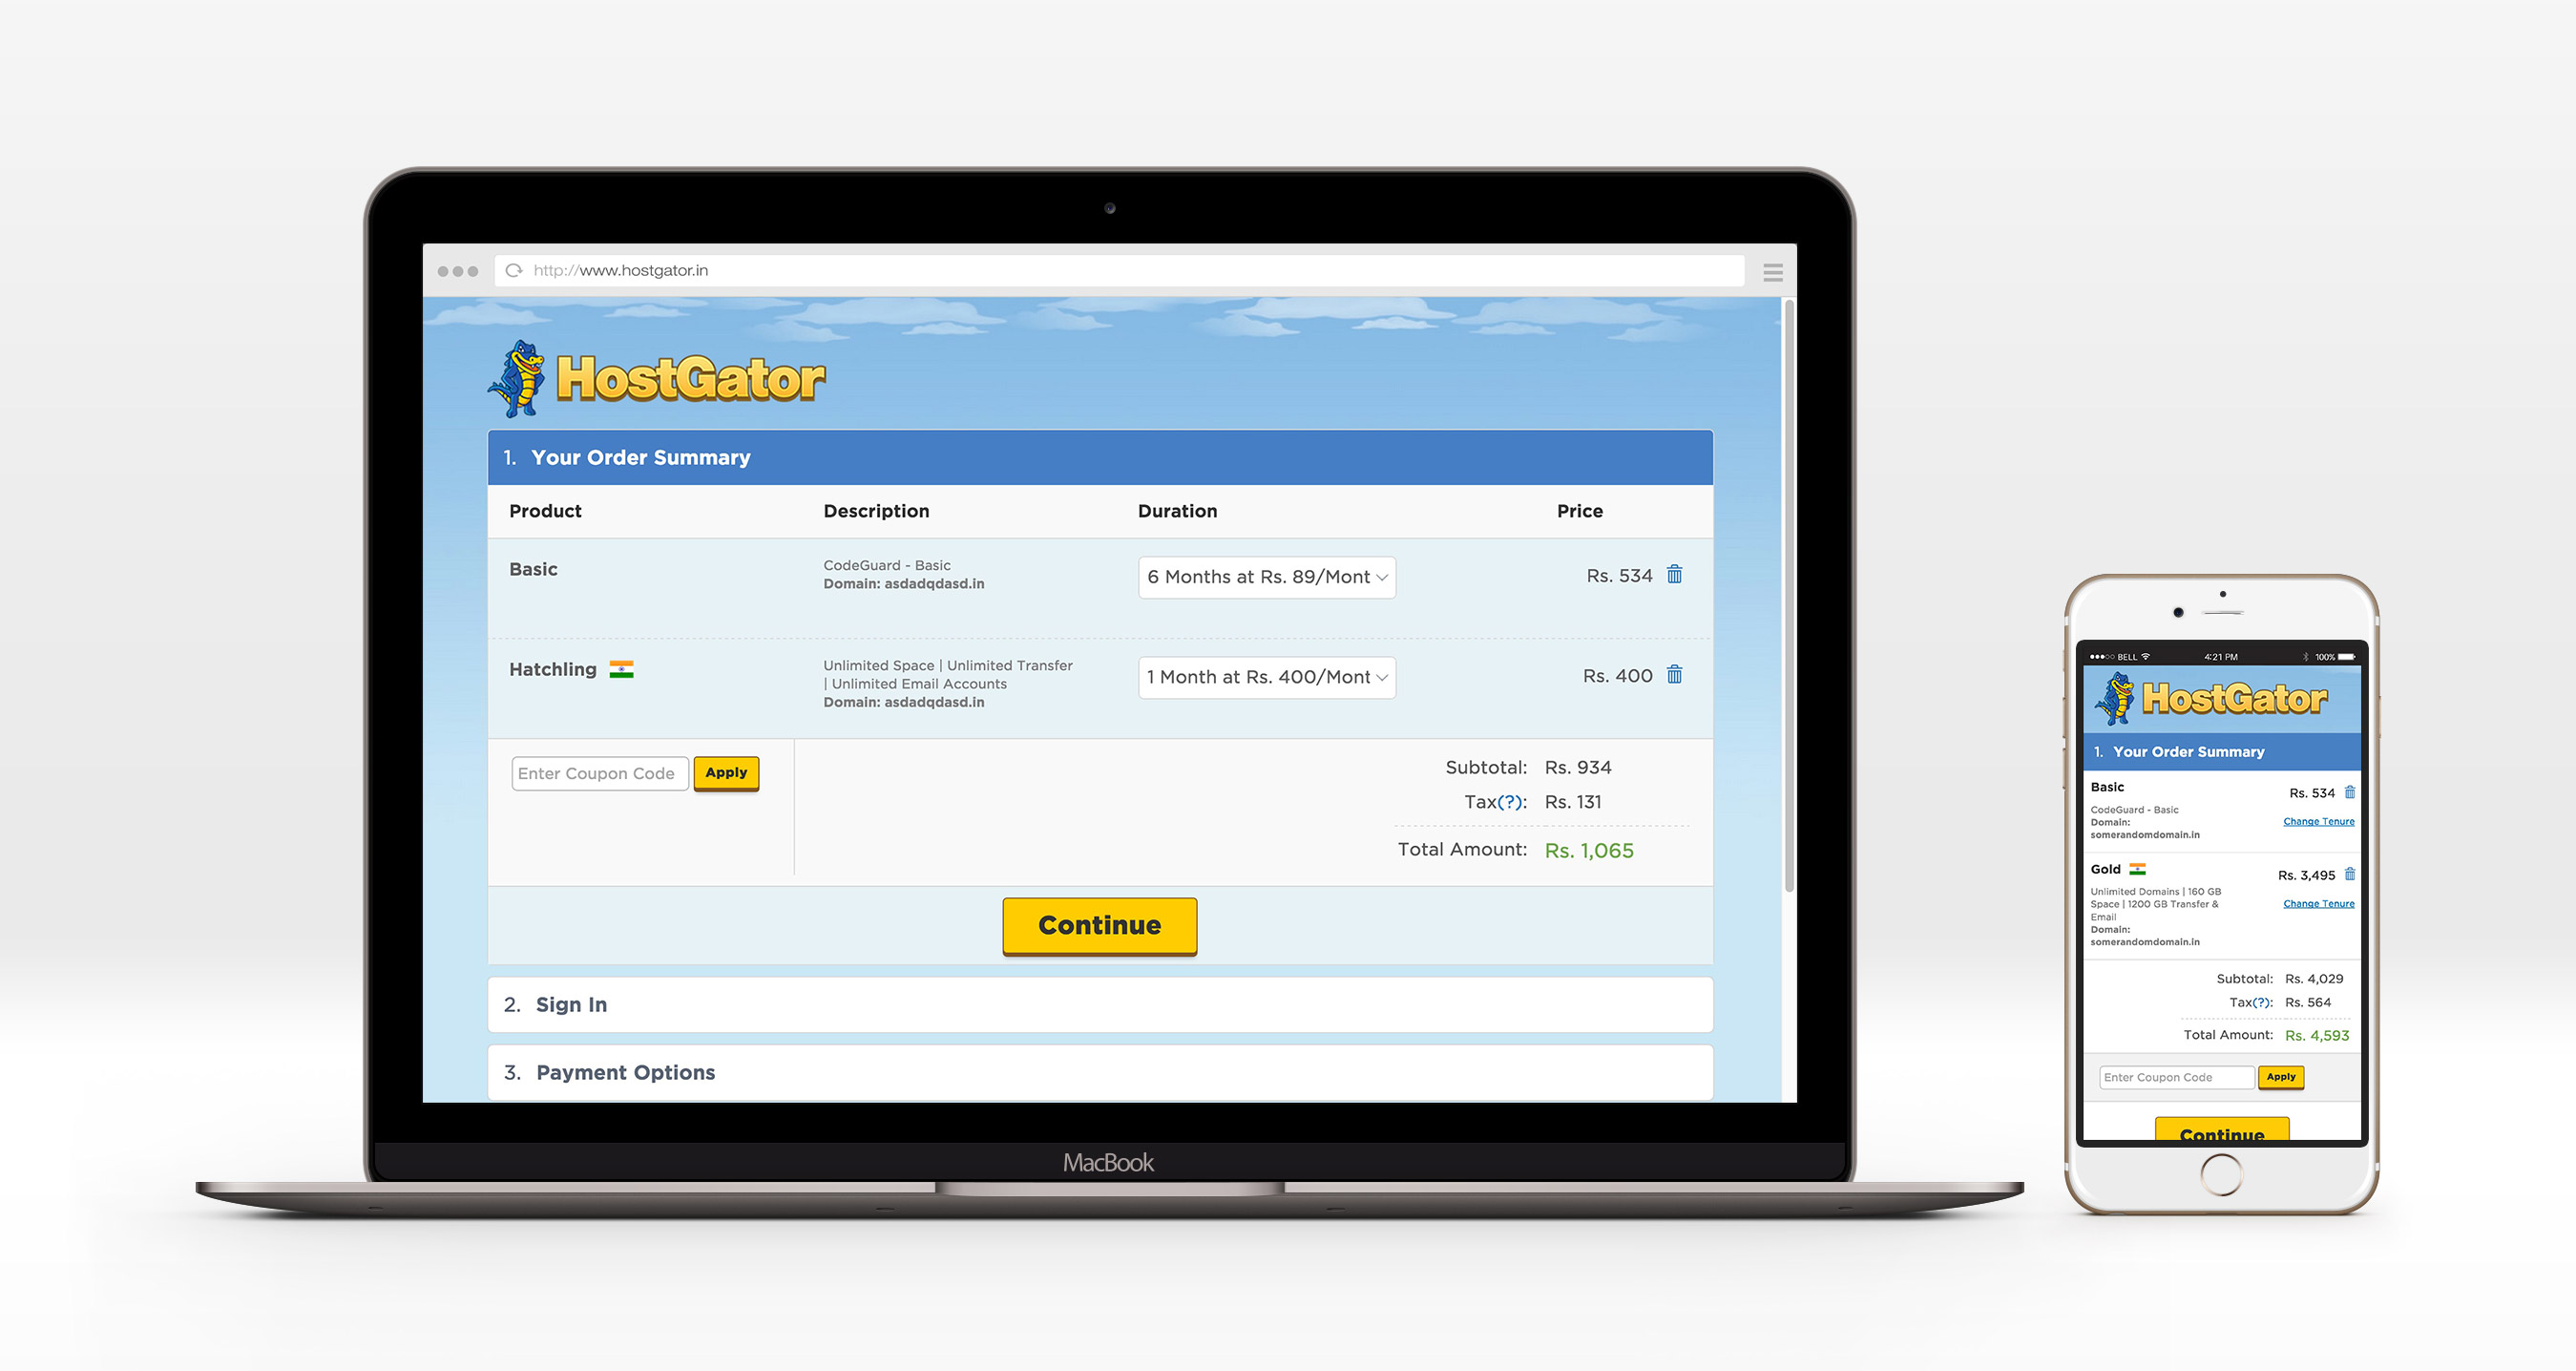 http://www.hostgator.in
HostGator
1. Your Order Summary
Product Description Duration Price
Basic
CodeGuard - Basic
Domain: asdadqdasd.in
6 Months at Rs. 89/Mont
Rs. 534
Hatchling
Unlimited Space | Unlimited Transfer
| Unlimited Email Accounts
Domain: asdadqdasd.in
1 Month at Rs. 400/Mont
Rs. 400
Enter Coupon Code Apply
Subtotal: Rs. 934
Tax(?): Rs. 131
Total Amount: Rs. 1,065
Continue
2. Sign In
3. Payment Options
MacBook
BELL 4:21 PM 100%
HostGator
1. Your Order Summary
Basic
Rs. 534
CodeGuard - Basic
Domain:
somerandomdomain.in
Change Tenure
Gold
Rs. 3,495
Unlimited Domains | 160 GB
Space | 1200 GB Transfer &
Email
Domain:
somerandomdomain.in
Change Tenure
Subtotal: Rs. 4,029
Tax(?): Rs. 564
Total Amount: Rs. 4,593
Enter Coupon Code Apply
Continue